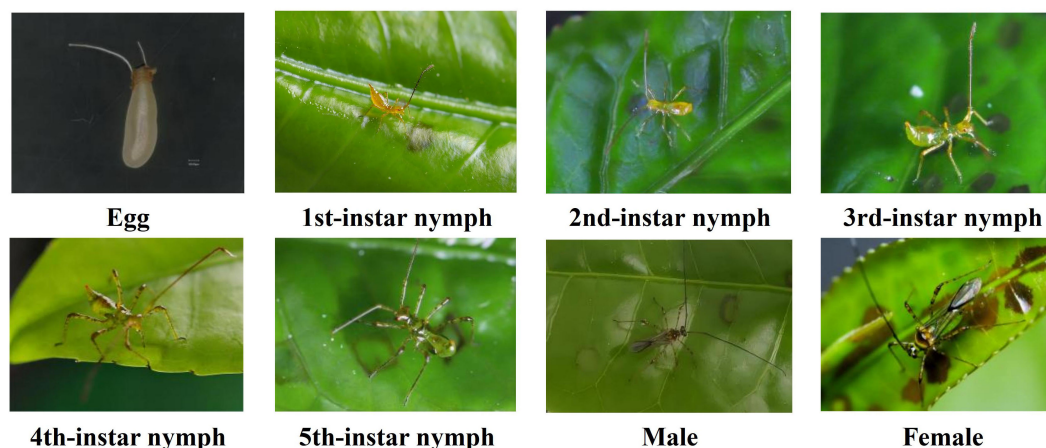 Egg
1st-instar nymph
2nd-instar nymph
3rd-instar nymph
4th-instar nymph
5th-instar nymph
Male
Female